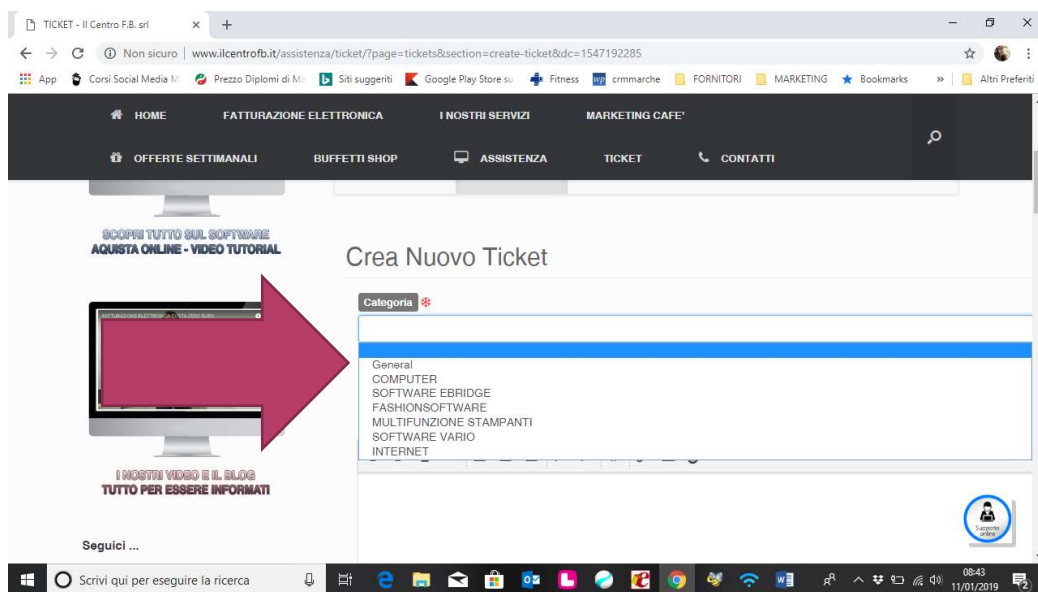 TICKET - Il Centro F.B. srl
Non sicuro | www.ilcentrofb.it/assistenza/ticket/?page=tickets&section=create-ticket&dc=1547192285
App Corsi Social Media M Prezzo Diplomi di Ma Siti suggeriti Google Play Store su Fitness crmmarche FORNITORI MARKETING Bookmarks » Altri Preferiti
HOME FATTURAZIONE ELETTRONICA I NOSTRI SERVIZI MARKETING CAFE'
OFFERTE SETTIMANALI BUFFETTI SHOP ASSISTENZA TICKET CONTATTI
SCOPRI TUTTO SUL SOFTWARE
AQUISTA ONLINE - VIDEO TUTORIAL
Crea Nuovo Ticket
Categoria
General
COMPUTER
SOFTWARE EBRIDGE
FASHIONSOFTWARE
MULTIFUNZIONE STAMPANTI
SOFTWARE VARIO
INTERNET
I NOSTRI VIDEO E IL BLOG
TUTTO PER ESSERE INFORMATI
Supporto
online
Seguici ...
Scrivi qui per eseguire la ricerca
08:43
11/01/2019
2